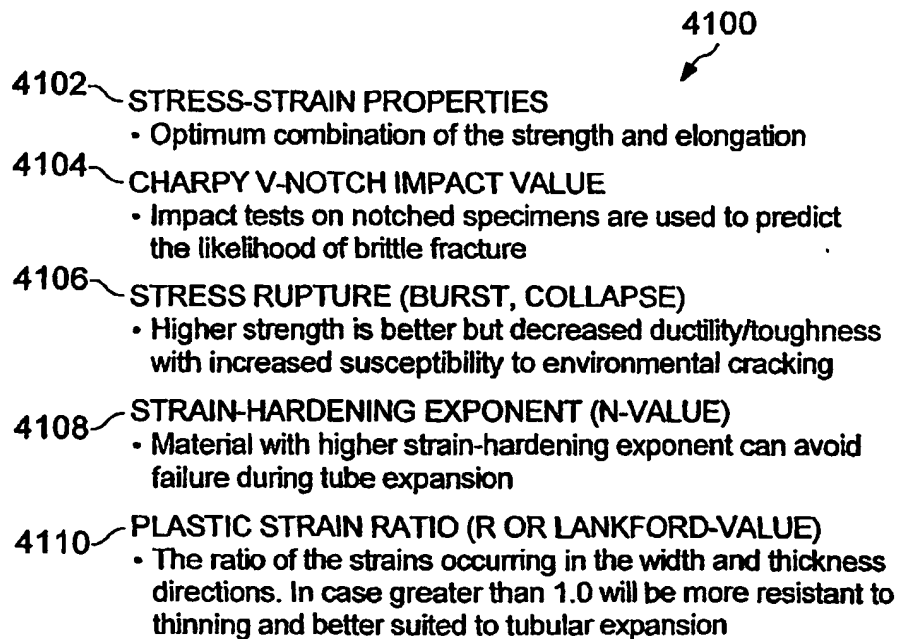 4100
4102 STRESS-STRAIN PROPERTIES
• Optimum combination of the strength and elongation
4104 CHARPY V-NOTCH IMPACT VALUE
• Impact tests on notched specimens are used to predict
the likelihood of brittle fracture
4106 STRESS RUPTURE (BURST, COLLAPSE)
• Higher strength is better but decreased ductility/toughness
with increased susceptibility to environmental cracking
4108 STRAIN-HARDENING EXPONENT (N-VALUE)
• Material with higher strain-hardening exponent can avoid
failure during tube expansion
4110 PLASTIC STRAIN RATIO (R OR LANKFORD-VALUE)
• The ratio of the strains occurring in the width and thickness
directions. In case greater than 1.0 will be more resistant to
thinning and better suited to tubular expansion